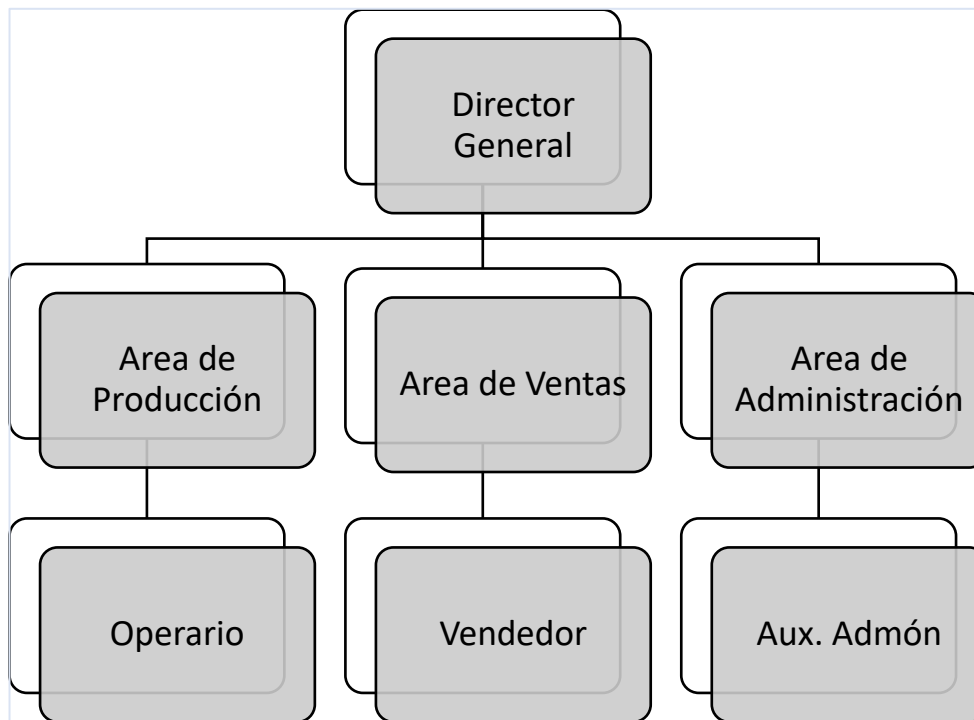 Director
General
Area de
Producción
Area de Ventas
Area de
Administración
Operario
Vendedor
Aux. Admón